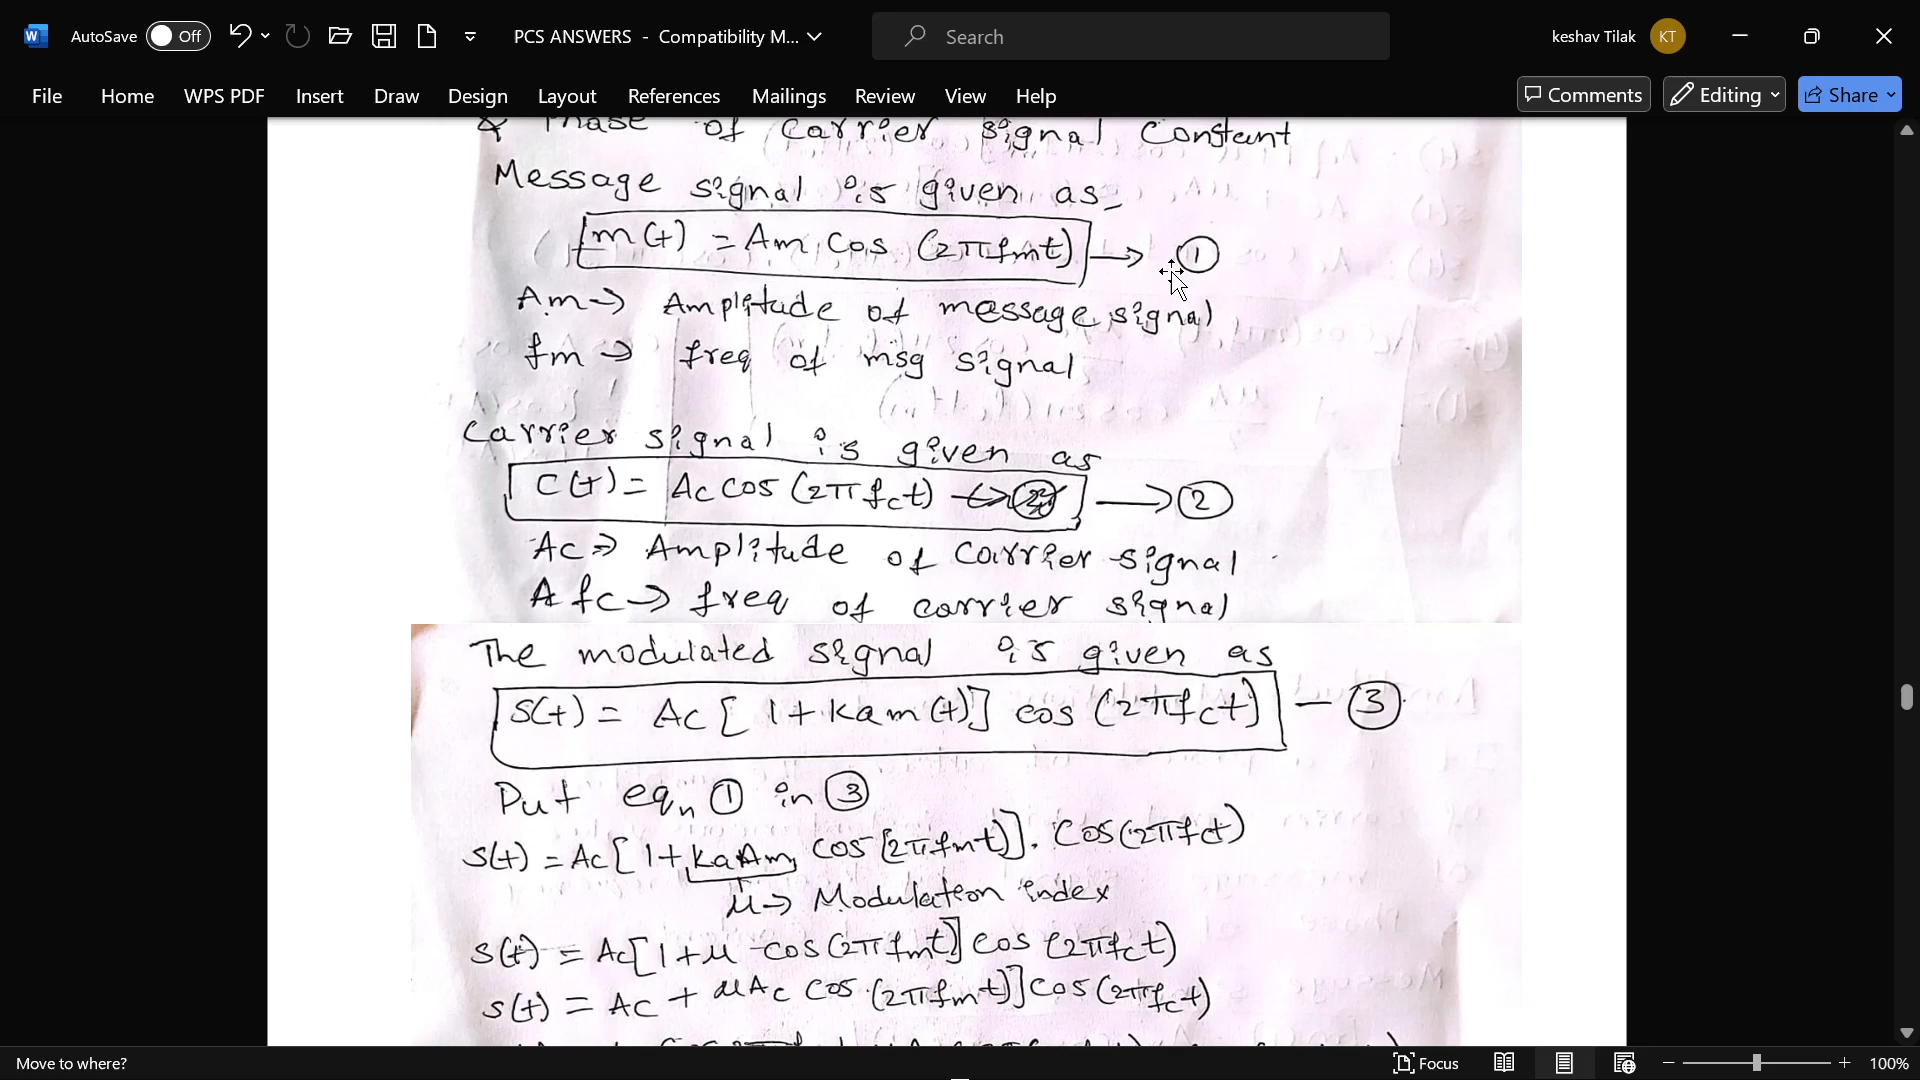 AutoSave Off PCS ANSWERS - Compatibility M... Search keshav Tilak KT
File Home WPS PDF Insert Draw Design Layout References Mailings Review View Help Comments Editing Share
& Phase of carrier signal constant
Message signal is given as
m(t) = Am cos (2πfmt) → ①
Am → Amplitude of message signal
fm → freq of msg signal
Carrier signal is given as
C(t) = Ac cos (2πfct) → ②
Ac → Amplitude of carrier signal
fc → freq of carrier signal
The modulated signal is given as
S(t) = Ac [ 1 + kam(t)] cos (2πfct) — ③
Put eqn ① in ③
s(t) = Ac [ 1 + kaAm cos [2πfmt)]. cos (2πfct)
μ → Modulation index
s(t) = Ac[1+μ cos(2πfmt] cos (2πfct)
s(t) = Ac + μAc cos (2πfmt)] cos (2πfct)
Move to where? Focus 100%